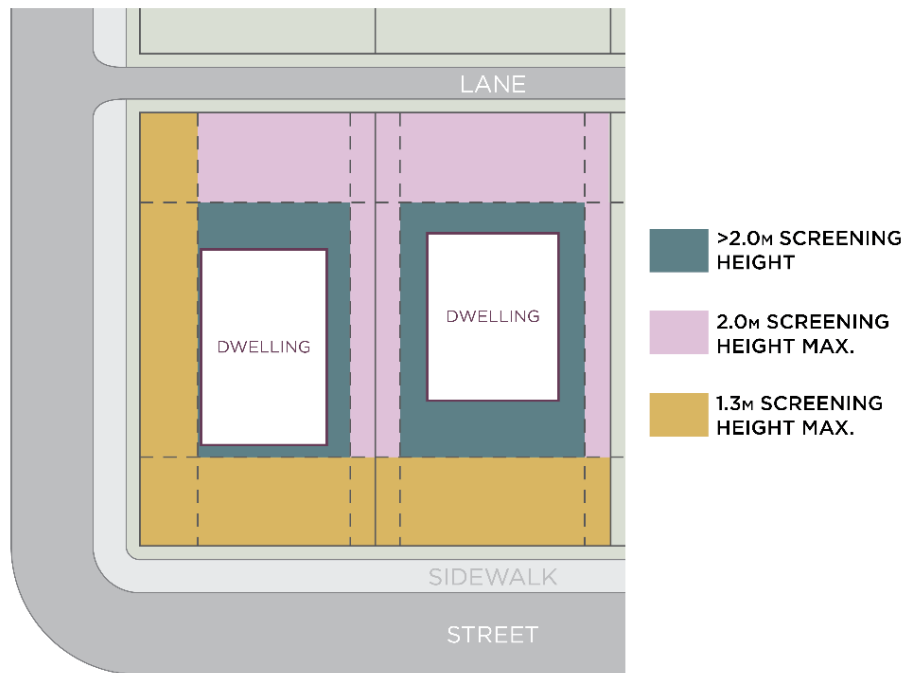 LANE
DWELLING
DWELLING
>2.0M SCREENING
HEIGHT
2.0M SCREENING
HEIGHT MAX.
1.3M SCREENING
HEIGHT MAX.
SIDEWALK
STREET